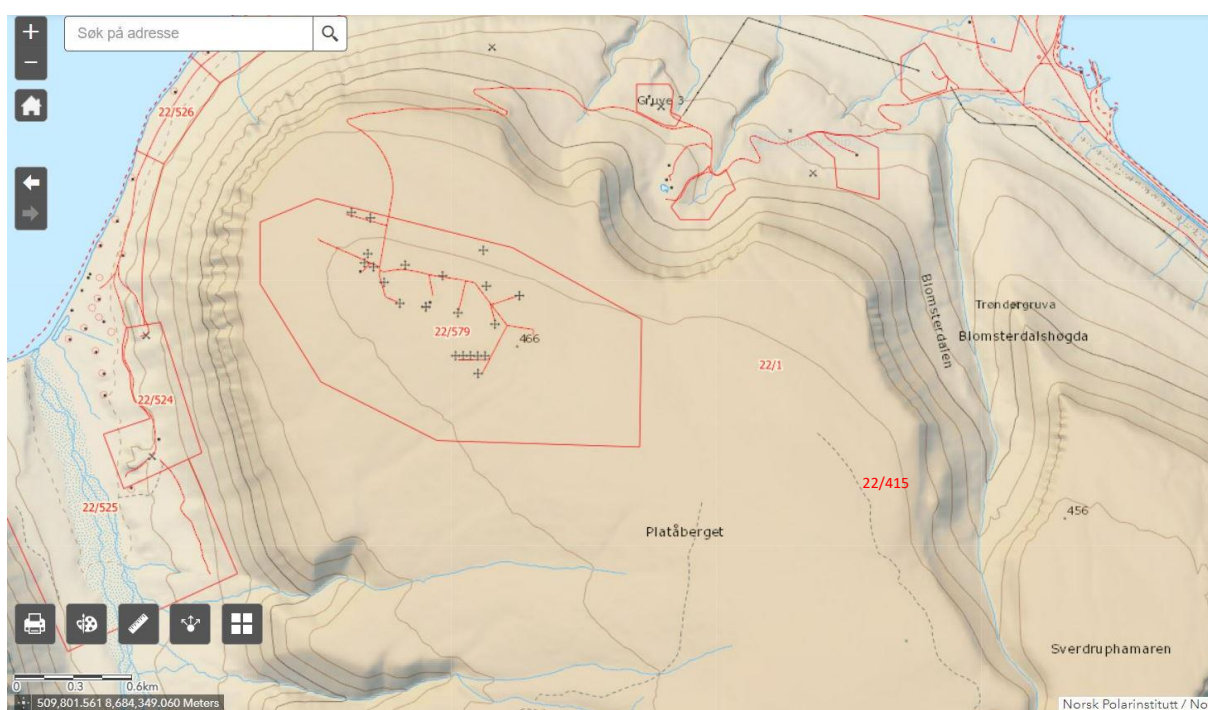 +
Søk på adresse
−
22/526
Gruve 3
Blomsterdalen
Trøndergruva
22/579
466
Blomsterdalshøgda
22/1
22/524
22/415
22/525
456
Platåberget
Sverdruphamaren
0 0.3 0.6km
509,801.561 8,684,349.060 Meters
Norsk Polarinstitutt / No